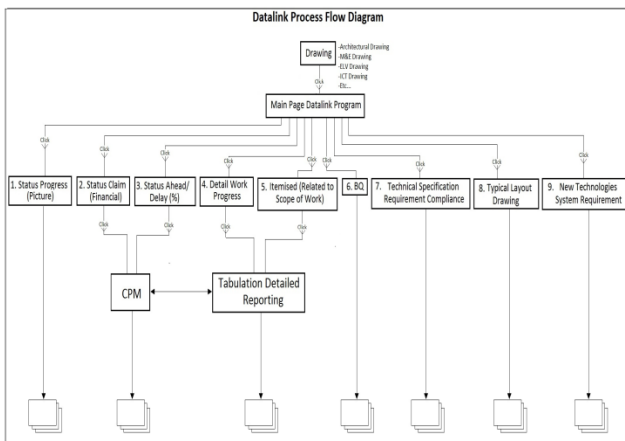 Datalink Process Flow Diagram
Drawing
-Architectural Drawing
-M&E Drawing
-ELV Drawing
-ICT Drawing
-Etc...
Click
Main Page Datalink Program
Click
Click
Click
Click
Click
Click
Click
Click
Click
1. Status Progress
(Picture)
2. Status Claim
(Financial)
3. Status Ahead/
Delay (%)
4. Detail Work
Progress
5. Itemised (Related to
Scope of Work)
6. BQ
7. Technical Specification
Requirement Compliance
8. Typical Layout
Drawing
9. New Technologies
System Requirement
Click
Click
Click
Click
CPM
Tabulation Detailed
Reporting